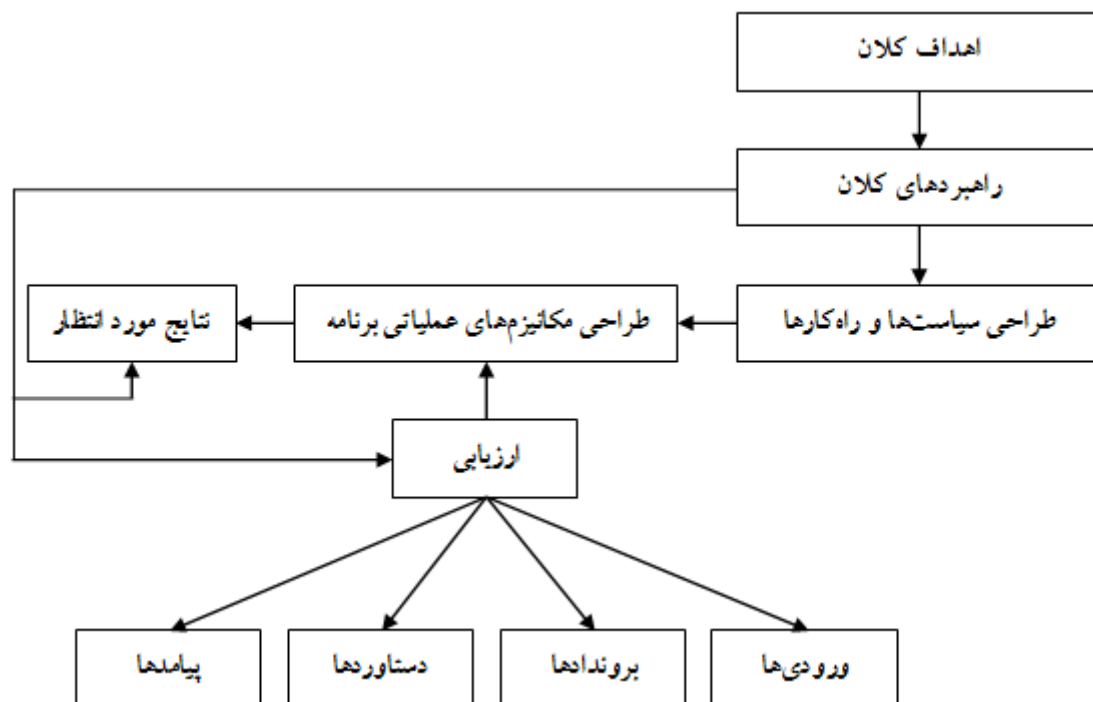 اهداف کلان
راهبردهای کلان
طراحی سیاست‌ها و راه‌کارها
طراحی مکانیزم‌های عملیاتی برنامه
نتایج مورد انتظار
ارزیابی
ورودی‌ها
بروندادها
دستاوردها
پیامدها